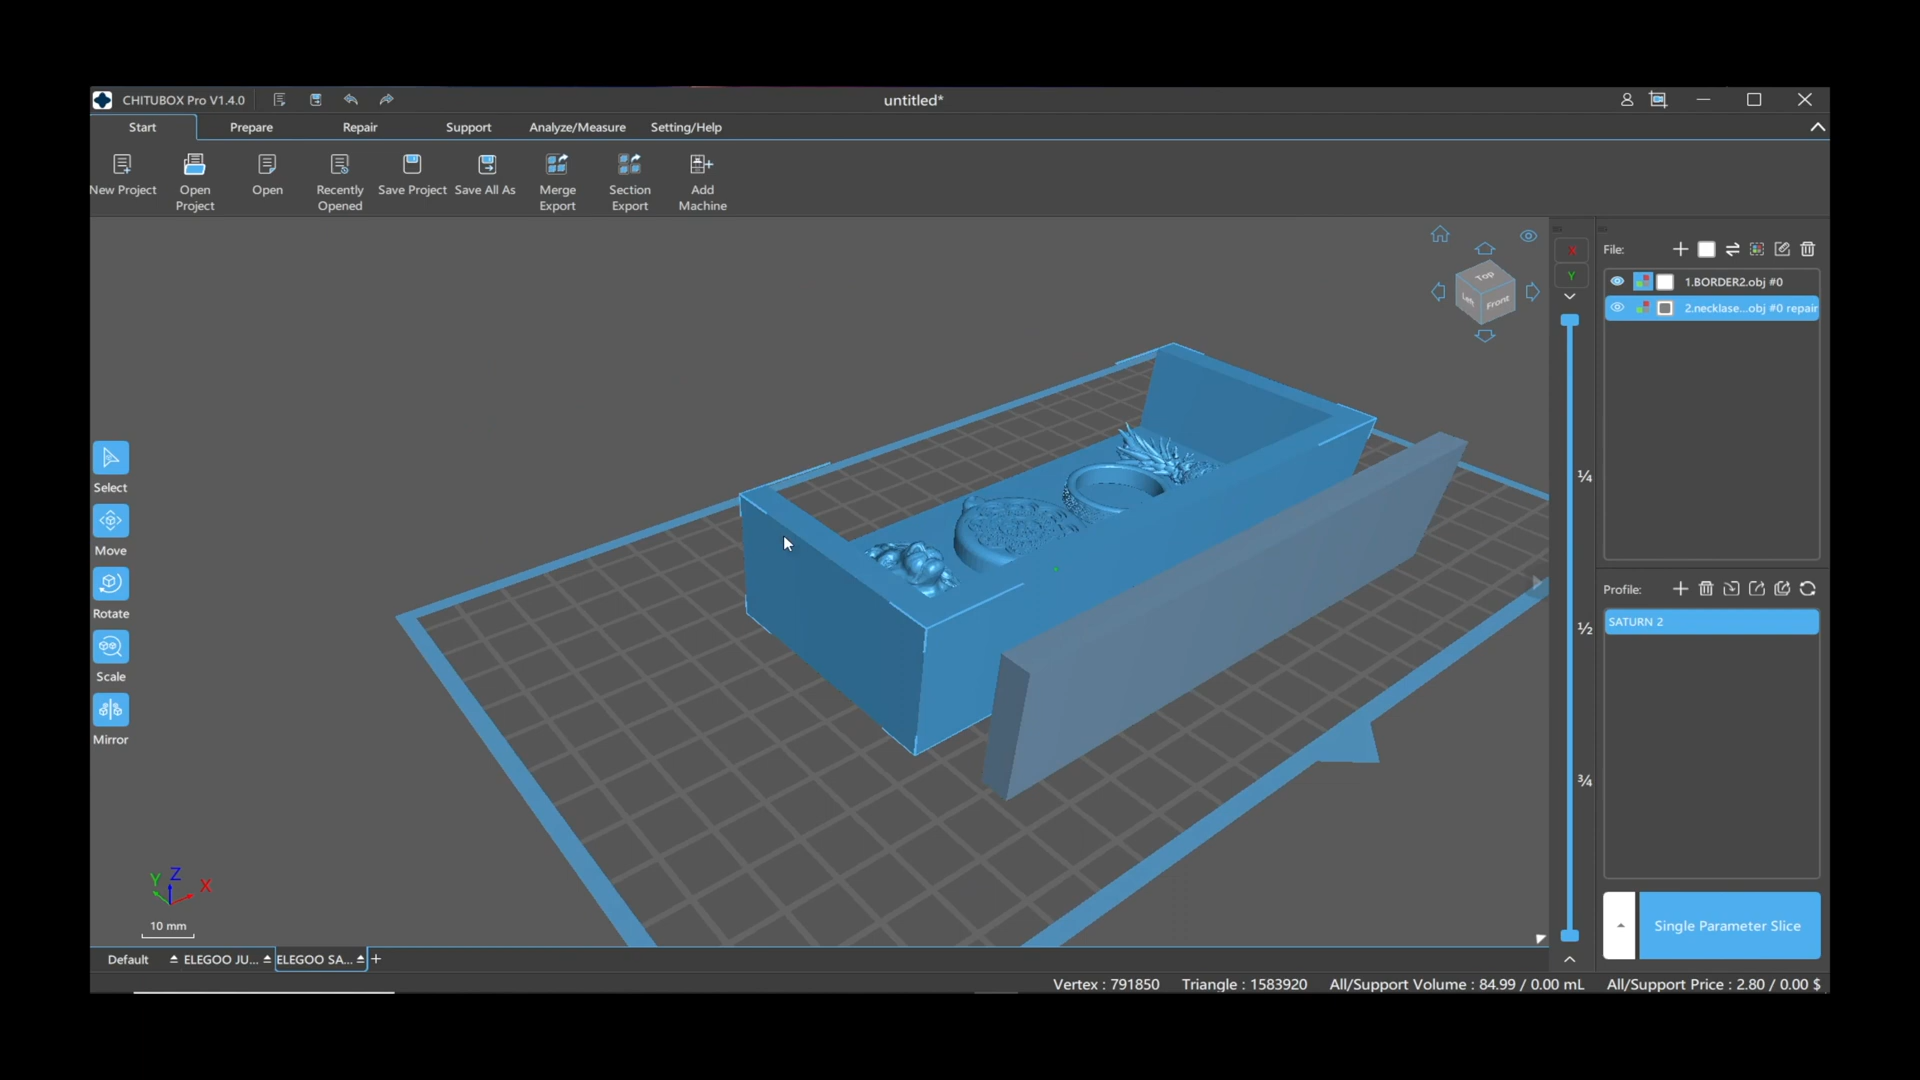 CHITUBOX Pro V1.4.0
untitled*
Start
Prepare
Repair
Support
Analyze/Measure
Setting/Help
New Project
Open
Project
Open
Recently
Opened
Save Project
Save All As
Merge
Export
Section
Export
Add
Machine
Top
Left
Front
X
Y
File:
1.BORDER2.obj #0
2.necklase...obj #0 repair
¼
½
¾
Select
Move
Rotate
Scale
Mirror
Profile:
SATURN 2
Y
Z
X
10 mm
Single Parameter Slice
Default
ELEGOO JU...
ELEGOO SA...
Vertex : 791850
Triangle : 1583920
All/Support Volume : 84.99 / 0.00 mL
All/Support Price : 2.80 / 0.00 $